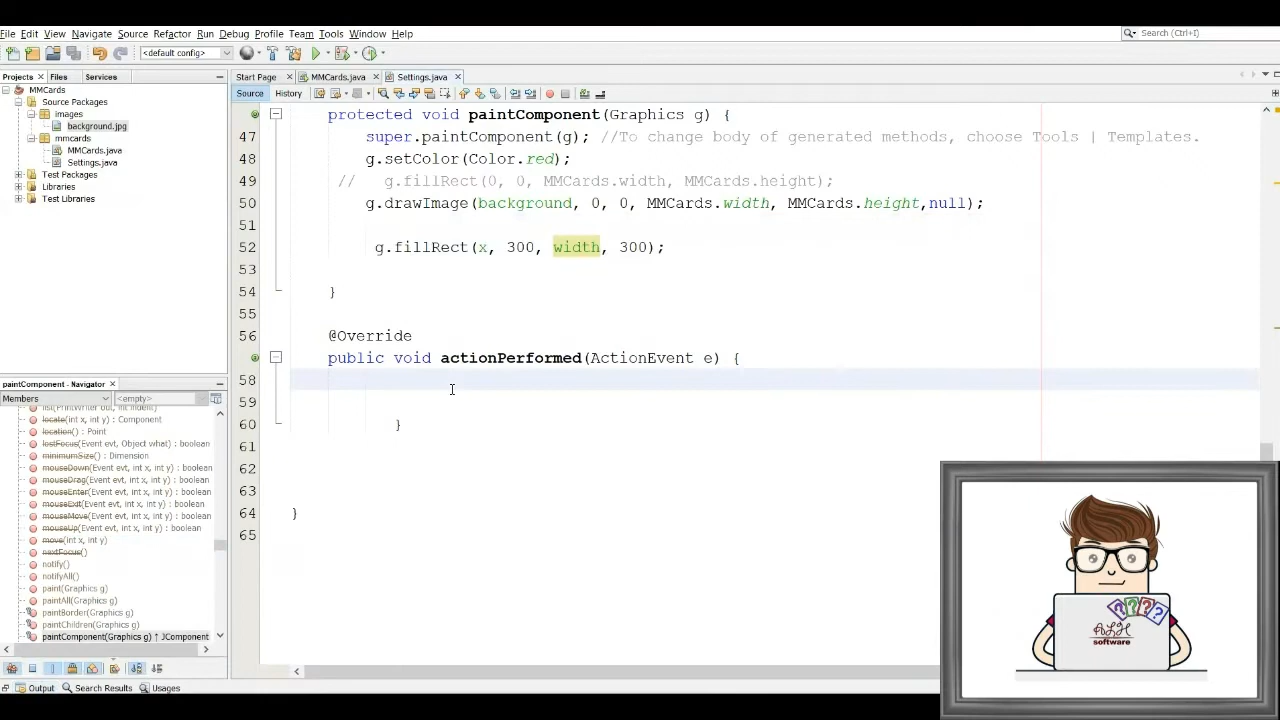 File Edit View Navigate Source Refactor Run Debug Profile Team Tools Window Help
Search (Ctrl+I)
<default config>
Projects Files Services
Start Page MMCards.java Settings.java
Source History
MMCards
Source Packages
images
background.jpg
mmcards
MMCards.java
Settings.java
Test Packages
Libraries
Test Libraries
protected void paintComponent(Graphics g) {
47 super.paintComponent(g); //To change body of generated methods, choose Tools | Templates.
48 g.setColor(Color.red);
49 // g.fillRect(0, 0, MMCards.width, MMCards.height);
50 g.drawImage(background, 0, 0, MMCards.width, MMCards.height,null);
51
52 g.fillRect(x, 300, width, 300);
53
54 }
55
56 @Override
public void actionPerformed(ActionEvent e) {
58
59
60 }
61
62
63
64 }
65
paintComponent - Navigator
Members <empty>
list(PrintWriter out, int indent)
locate(int x, int y) : Component
location() : Point
lostFocus(Event evt, Object what) : boolean
minimumSize() : Dimension
mouseDown(Event evt, int x, int y) : boolean
mouseDrag(Event evt, int x, int y) : boolean
mouseEnter(Event evt, int x, int y) : boolean
mouseExit(Event evt, int x, int y) : boolean
mouseMove(Event evt, int x, int y) : boolean
mouseUp(Event evt, int x, int y) : boolean
move(int x, int y)
nextFocus()
notify()
notifyAll()
paint(Graphics g)
paintAll(Graphics g)
paintBorder(Graphics g)
paintChildren(Graphics g)
paintComponent(Graphics g) ↑ JComponent
Output Search Results Usages
? ? ? ?
ALH
software